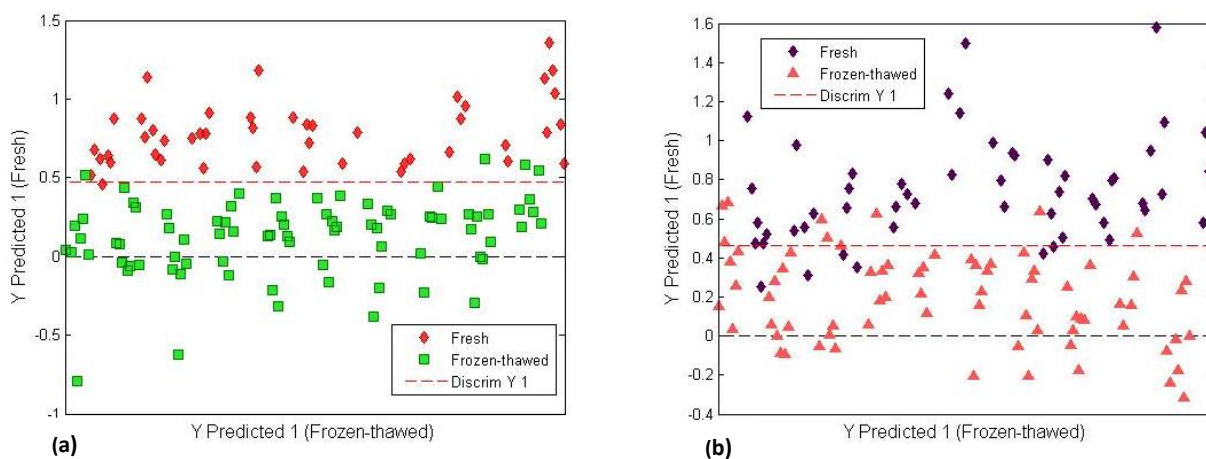 1.5
1
0.5
0
-0.5
-1
Y Predicted 1 (Fresh)
Fresh
Frozen-thawed
Discrim Y 1
Y Predicted 1 (Frozen-thawed)
(a)
1.6
1.4
1.2
1
0.8
0.6
0.4
0.2
0
-0.2
-0.4
Y Predicted 1 (Fresh)
Fresh
Frozen-thawed
Discrim Y 1
Y Predicted 1 (Frozen-thawed)
(b)